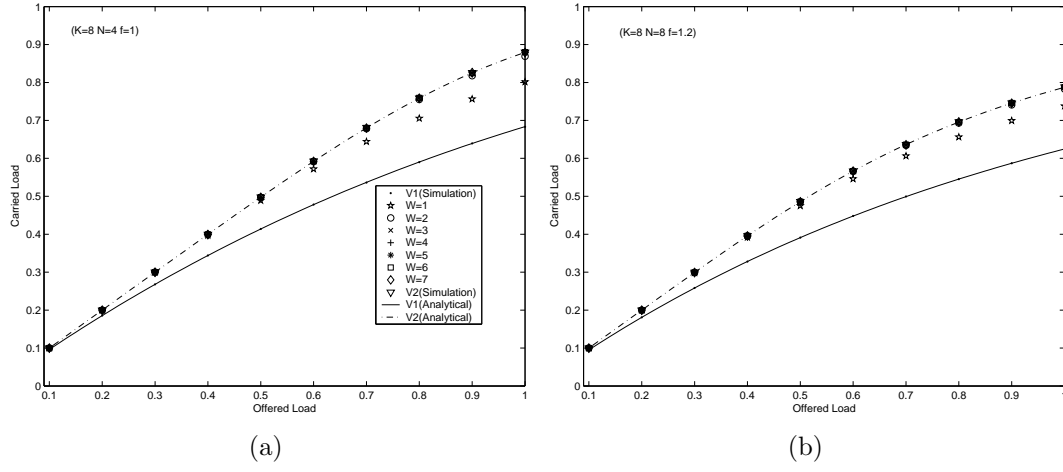 1
0.9
0.8
0.7
0.6
0.5
0.4
0.3
0.2
0.1
0
Carried Load
(K=8 N=4 f=1)
V1(Simulation)
W=1
W=2
W=3
W=4
W=5
W=6
W=7
V2(Simulation)
V1(Analytical)
V2(Analytical)
0.1 0.2 0.3 0.4 0.5 0.6 0.7 0.8 0.9 1
Offered Load
(a)
1
0.9
0.8
0.7
0.6
0.5
0.4
0.3
0.2
0.1
0
Carried Load
(K=8 N=8 f=1.2)
0.1 0.2 0.3 0.4 0.5 0.6 0.7 0.8 0.9 1
Offered Load
(b)